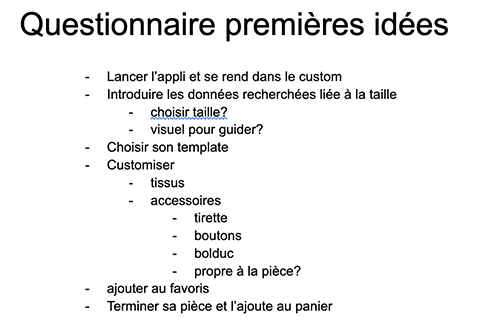 Questionnaire premières idées
- Lancer l'appli et se rend dans le custom
- Introduire les données recherchées liée à la taille
- choisir taille?
- visuel pour guider?
- Choisir son template
- Customiser
- tissus
- accessoires
- tirette
- boutons
- bolduc
- propre à la pièce?
- ajouter au favoris
- Terminer sa pièce et l'ajoute au panier